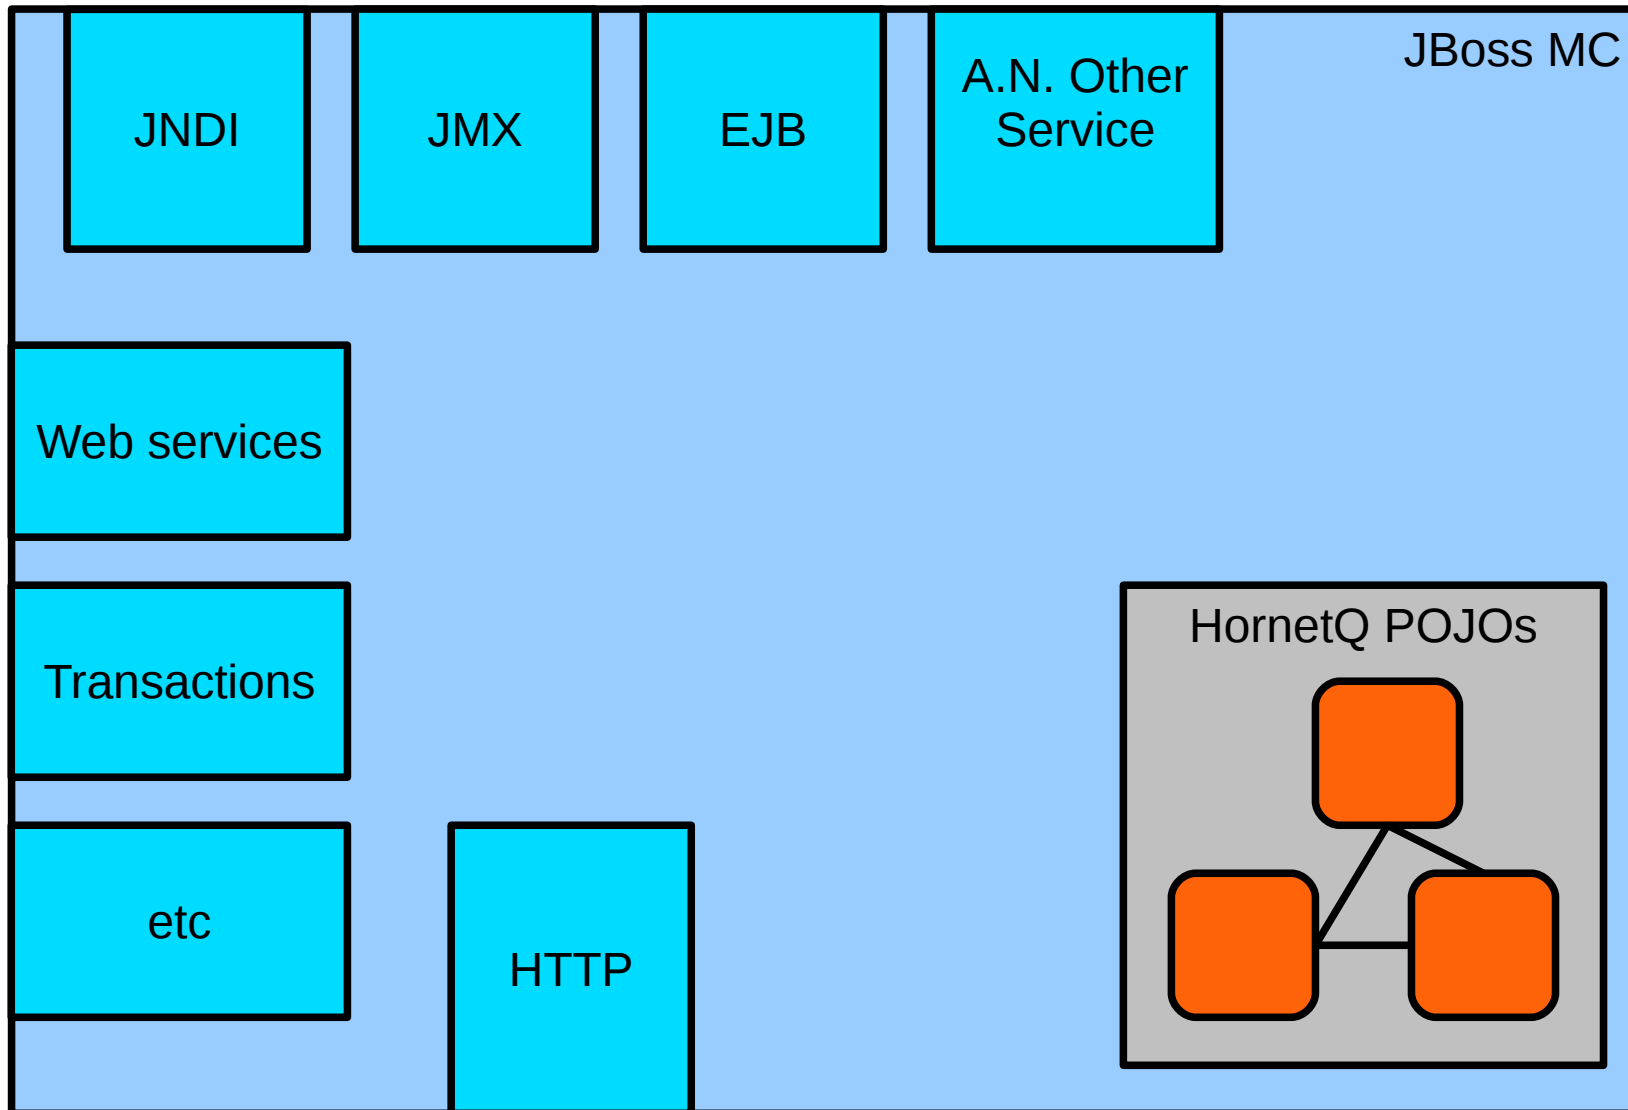 JBoss MC
JNDI
JMX
EJB
A.N. Other
Service
Web services
Transactions
HornetQ POJOs
etc
HTTP